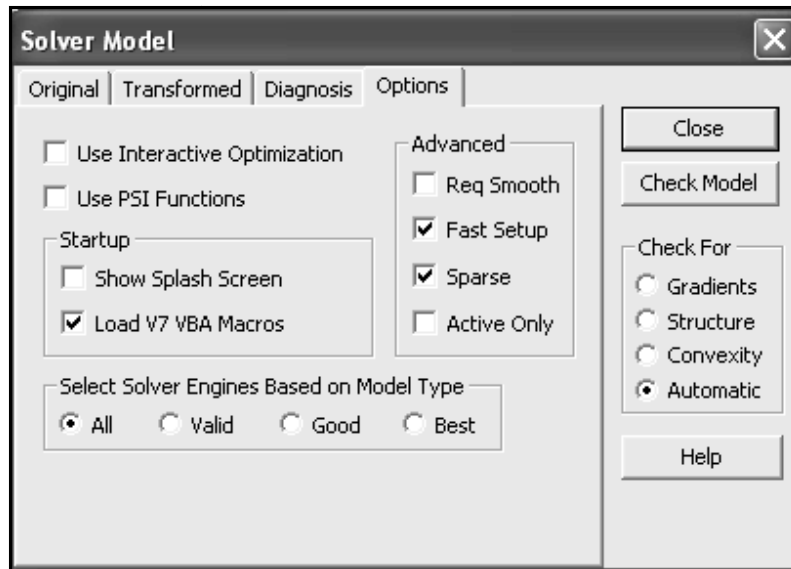 Solver Model
Original Transformed Diagnosis Options
Use Interactive Optimization
Use PSI Functions
Startup
Show Splash Screen
Load V7 VBA Macros
Advanced
Req Smooth
Fast Setup
Sparse
Active Only
Select Solver Engines Based on Model Type
All Valid Good Best
Close
Check Model
Check For
Gradients
Structure
Convexity
Automatic
Help